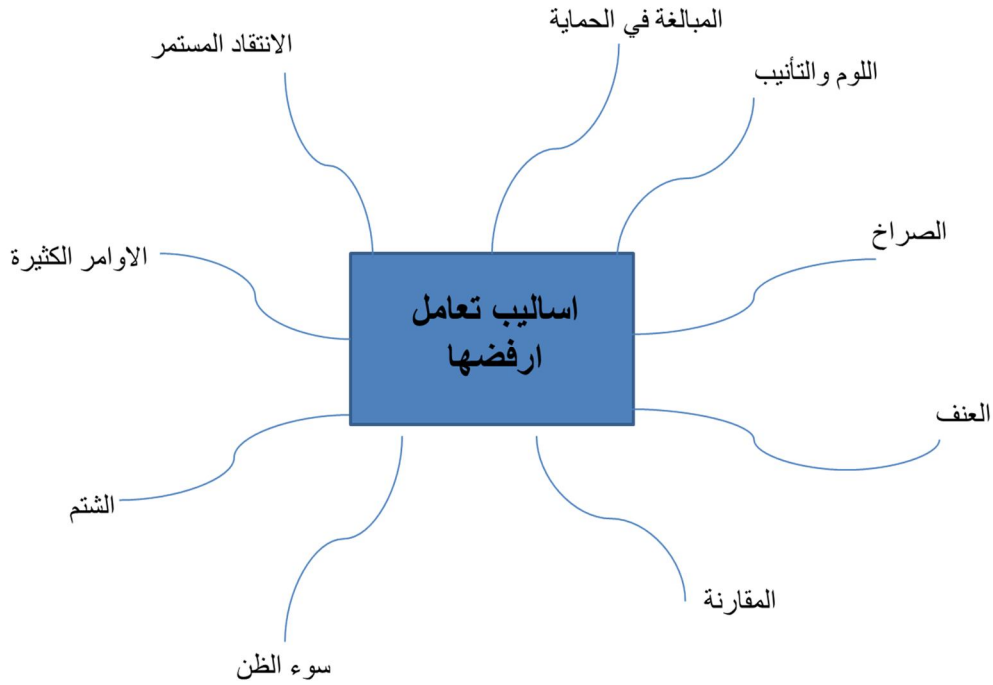 المبالغة في الحماية
الانتقاد المستمر
اللوم والتأنيب
الصراخ
الاوامر الكثيرة
اساليب تعامل
ارفضها
العنف
الشتم
المقارنة
سوء الظن